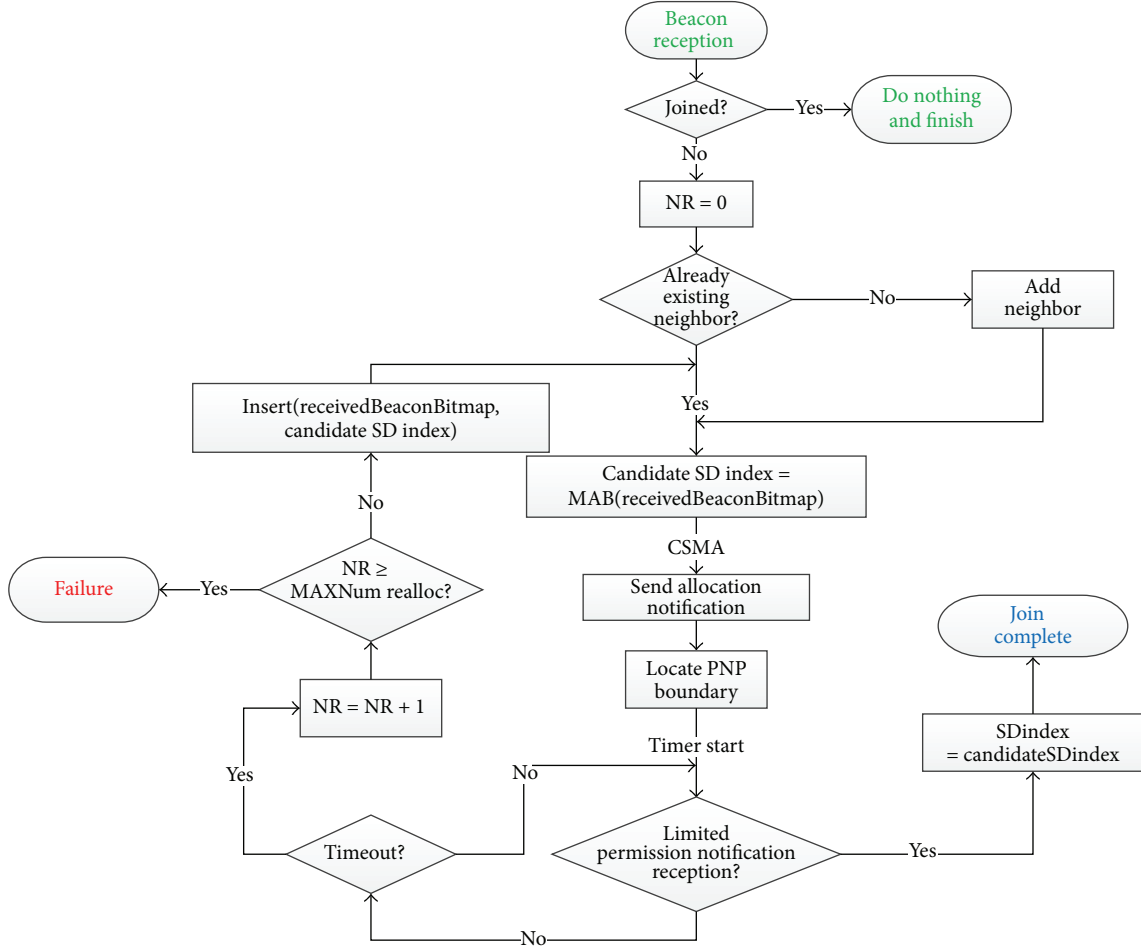 Beacon
reception
Joined?
Yes
Do nothing
and finish
No
NR = 0
Already
existing
neighbor?
No
Add
neighbor
Insert(receivedBeaconBitmap,
candidate SD index)
Yes
Candidate SD index =
MAB(receivedBeaconBitmap)
No
CSMA
Failure
Yes
NR ≥
MAXNum realloc?
Send allocation
notification
Join
complete
Locate PNP
boundary
NR = NR + 1
SDindex
= candidateSDindex
Timer start
Yes
No
Timeout?
Limited
permission notification
reception?
Yes
No